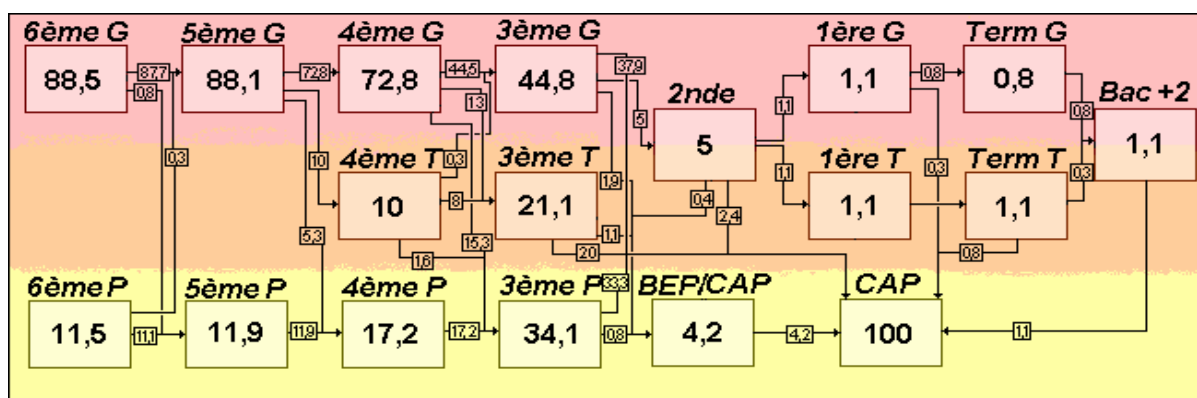 6ème G
5ème G
4ème G
3ème G
1ère G
Term G
88,5
87,7
0,8
88,1
72,8
72,8
44,5
13
44,8
37,9
5
2nde
1,1
1,1
0,8
0,8
0,8
Bac +2
5
1,1
0,3
10
4ème T
0,3
3ème T
1,9
0,4
1,1
1ère T
0,3
Term T
0,3
10
8
21,1
2,4
1,1
1,1
5,3
1,6
15,3
1,1
20
0,8
6ème P
5ème P
4ème P
3ème P
33,3
BEP/CAP
CAP
11,5
11,1
11,9
11,9
17,2
17,2
34,1
0,8
4,2
4,2
100
1,1